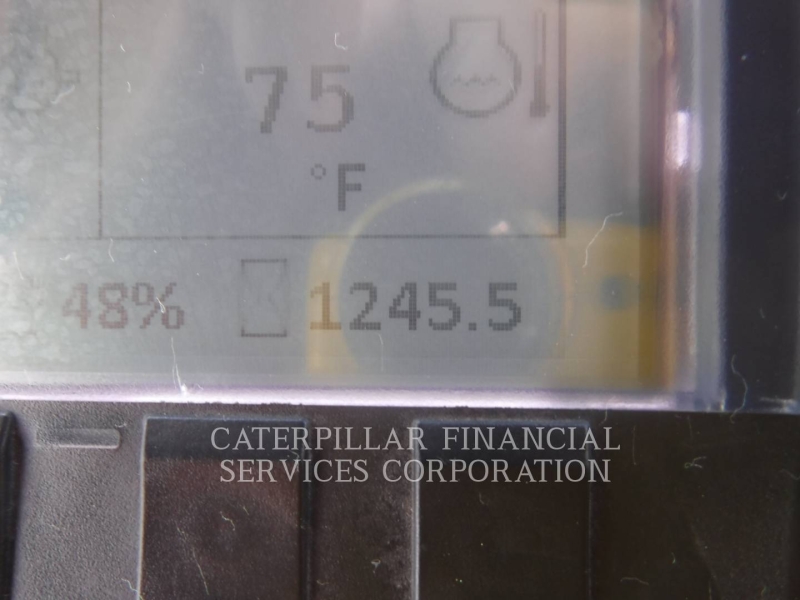 75
°F
48% 1245.5
CATERPILLAR FINANCIAL
SERVICES CORPORATION